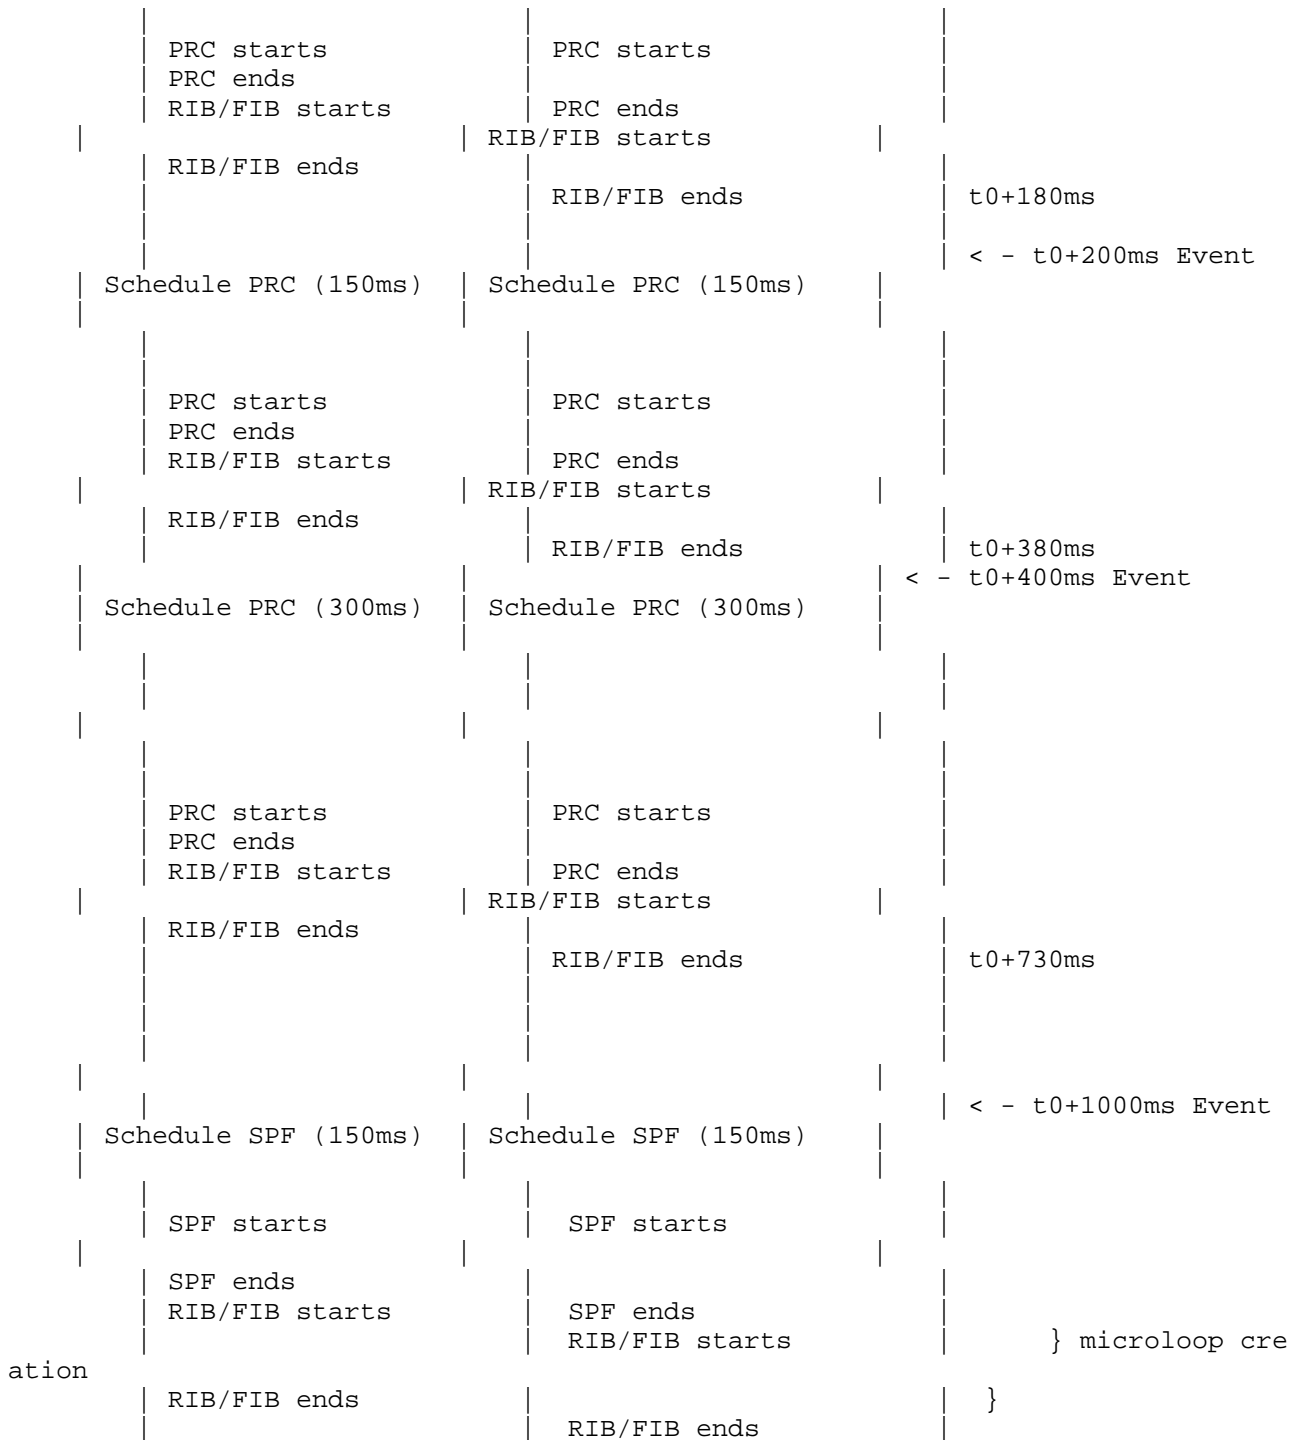 |                         |                           |
| PRC starts              | PRC starts                |
| PRC ends                |                           |
| RIB/FIB starts          | PRC ends                  |
|                         | RIB/FIB starts            |
| RIB/FIB ends            |                           |
|                         | RIB/FIB ends              | t0+180ms
|                         |                           |
|                         |                           | < - t0+200ms Event
| Schedule PRC (150ms)    | Schedule PRC (150ms)      |
|                         |                           |
|                         |                           |
|                         |                           |
| PRC starts              | PRC starts                |
| PRC ends                |                           |
| RIB/FIB starts          | PRC ends                  |
|                         | RIB/FIB starts            |
| RIB/FIB ends            |                           |
|                         | RIB/FIB ends              | t0+380ms
|                         |                           | < - t0+400ms Event
| Schedule PRC (300ms)    | Schedule PRC (300ms)      |
|                         |                           |
|                         |                           |
|                         |                           |
|                         |                           |
|                         |                           |
|                         |                           |
| PRC starts              | PRC starts                |
| PRC ends                |                           |
| RIB/FIB starts          | PRC ends                  |
|                         | RIB/FIB starts            |
| RIB/FIB ends            |                           |
|                         | RIB/FIB ends              | t0+730ms
|                         |                           |
|                         |                           |
|                         |                           |
|                         |                           |
|                         |                           | < - t0+1000ms Event
| Schedule SPF (150ms)    | Schedule SPF (150ms)      |
|                         |                           |
|                         |                           |
| SPF starts              | SPF starts                |
|                         |                           |
| SPF ends                |                           |
| RIB/FIB starts          | SPF ends                  |
|                         | RIB/FIB starts            | } microloop cre
ation
| RIB/FIB ends            |                           | }
|                         | RIB/FIB ends              |